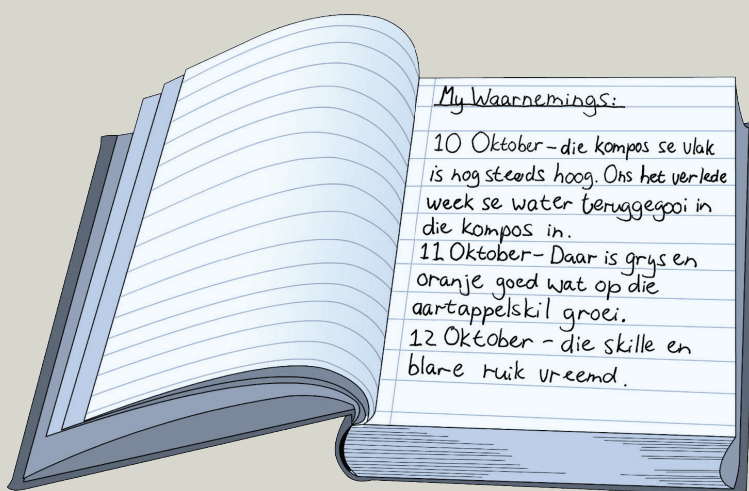 My Waarnemings:
10 Oktober – die kompos se vlak
is nog steeds hoog. Ons het verlede
week se water teruggegooi in
die kompos in.
11 Oktober – Daar is grys en
oranje goed wat op die
aartappelskil groei.
12 Oktober – die skille en
blare ruik vreemd.